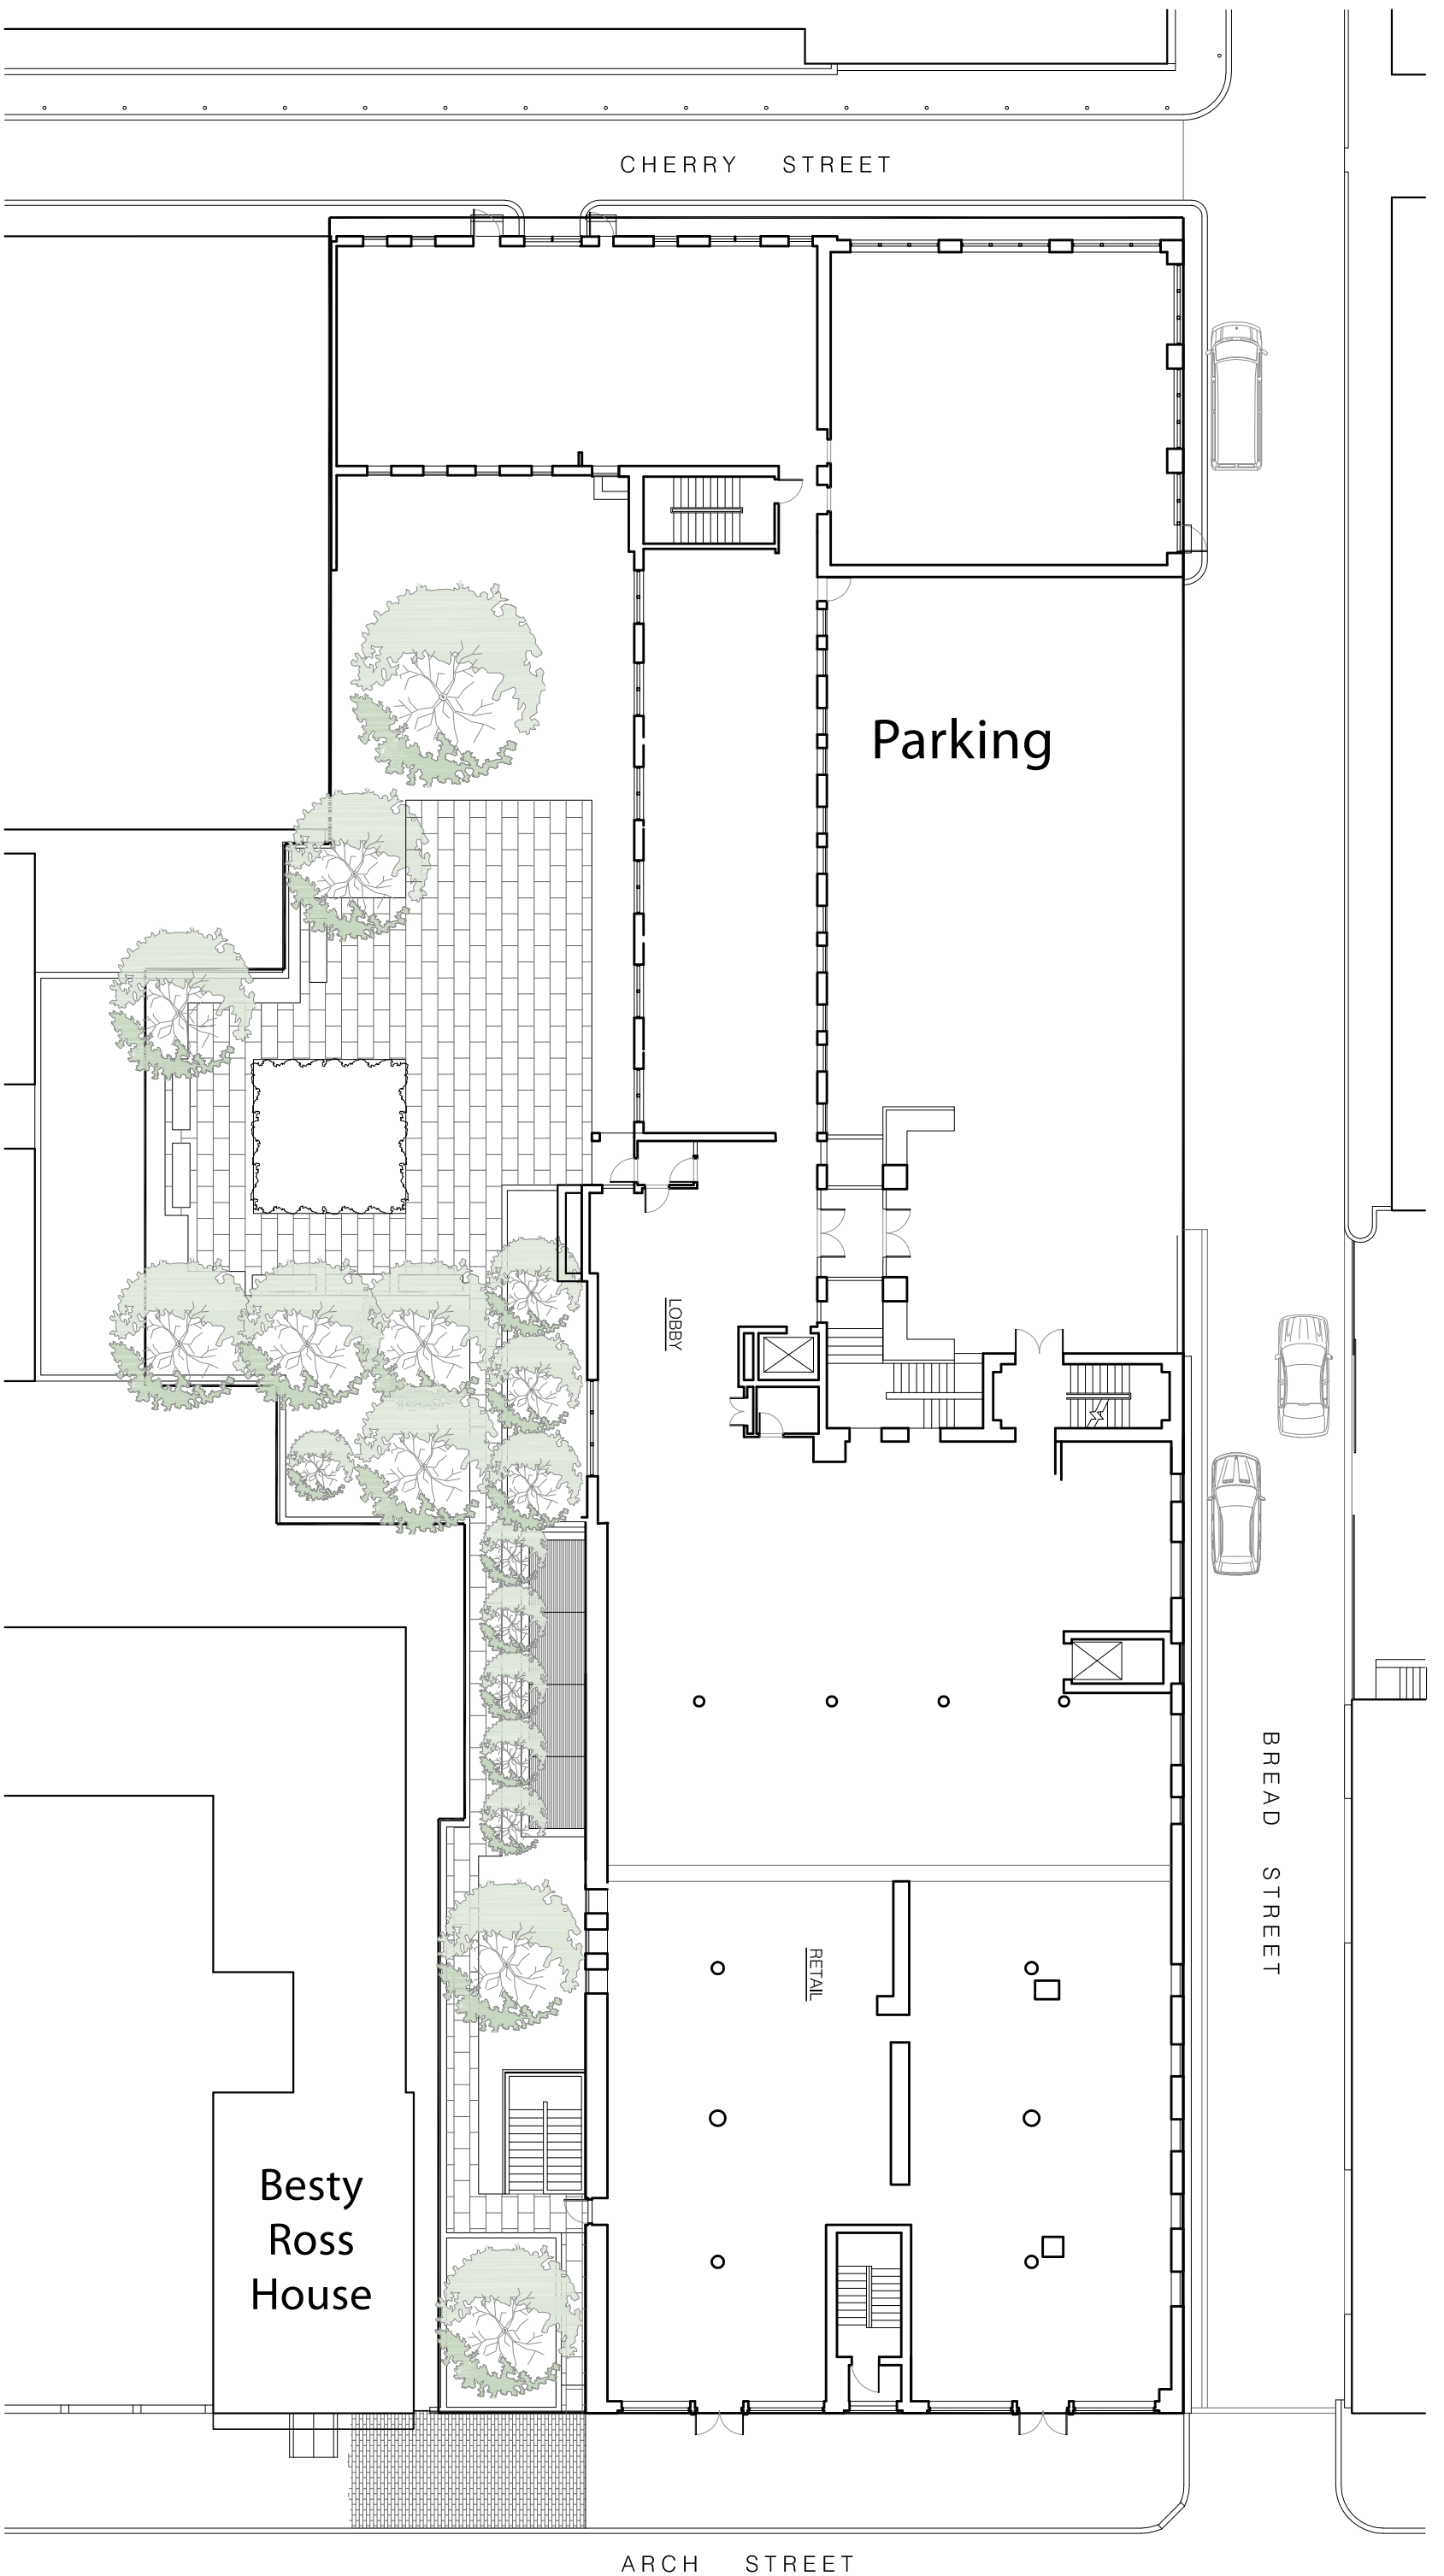 CHERRY STREET
Parking
LOBBY
BREAD STREET
RETAIL
Besty
Ross
House
ARCH STREET